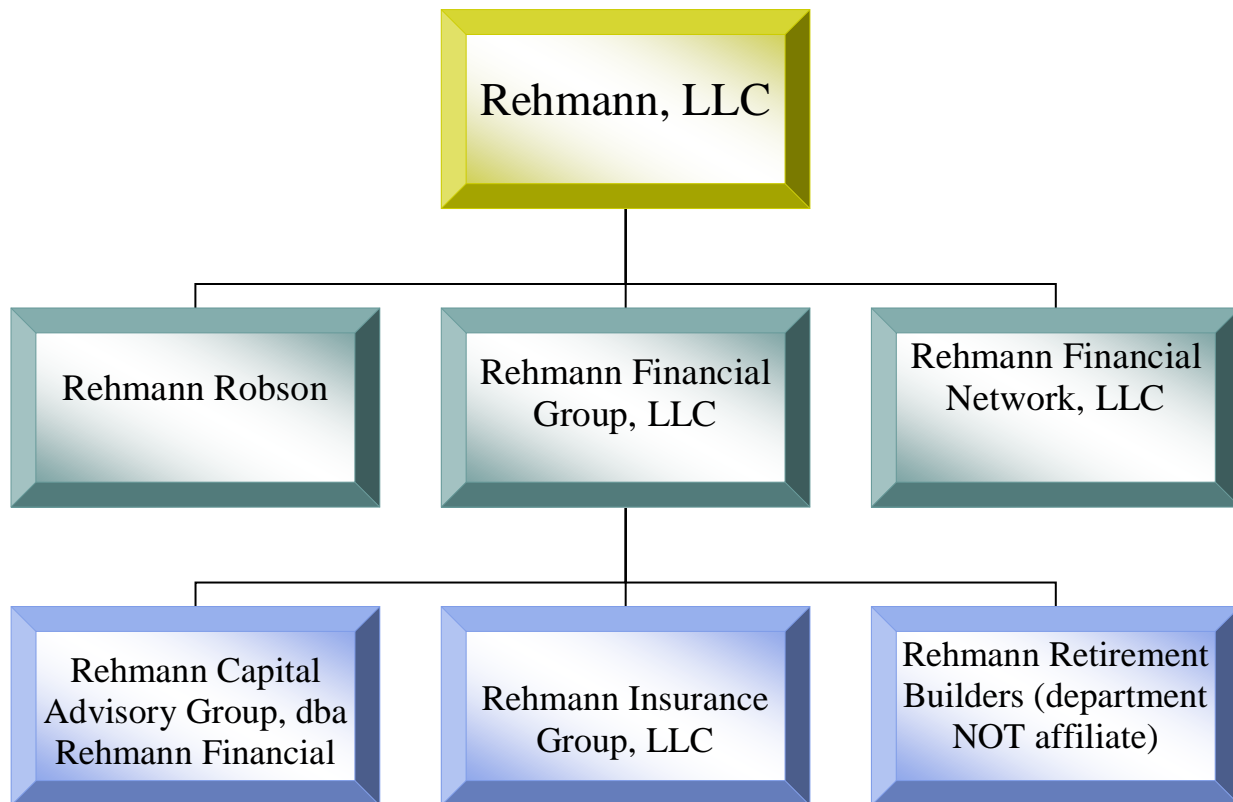 Rehmann, LLC
Rehmann Robson
Rehmann Financial
Group, LLC
Rehmann Financial
Network, LLC
Rehmann Capital
Advisory Group, dba
Rehmann Financial
Rehmann Insurance
Group, LLC
Rehmann Retirement
Builders (department
NOT affiliate)